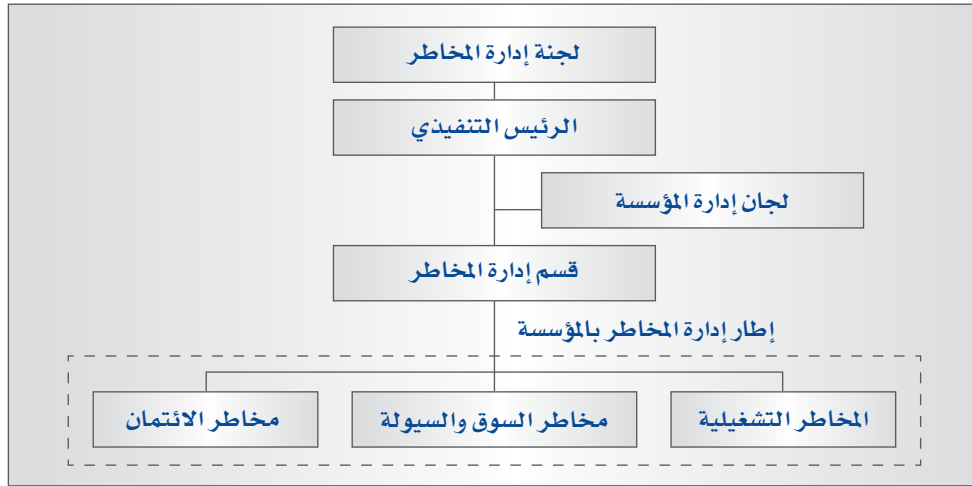 لجنة إدارة المخاطر
الرئيس التنفيذي
لجان إدارة المؤسسة
قسم إدارة المخاطر
إطار إدارة المخاطر بالمؤسسة
المخاطر التشغيلية
مخاطر السوق والسيولة
مخاطر الائتمان